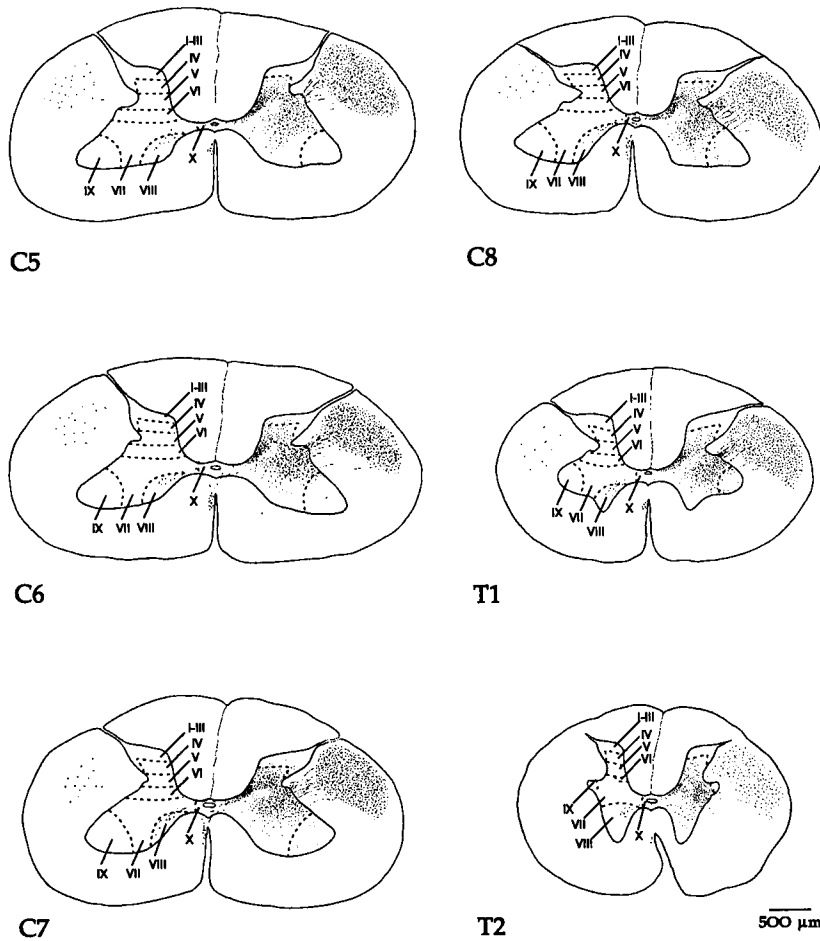 I-III
IV
V
VI
X
IX VII VIII
C5
I-III
IV
V
VI
X
IX VII VIII
C8
I-III
IV
V
VI
X
IX VII VIII
C6
I-III
IV
V
VI
X
IX VII VIII
T1
I-III
IV
V
VI
X
IX VII VIII
C7
I-III
IV
V
VI
IX
VII
VIII
X
T2
500 µm